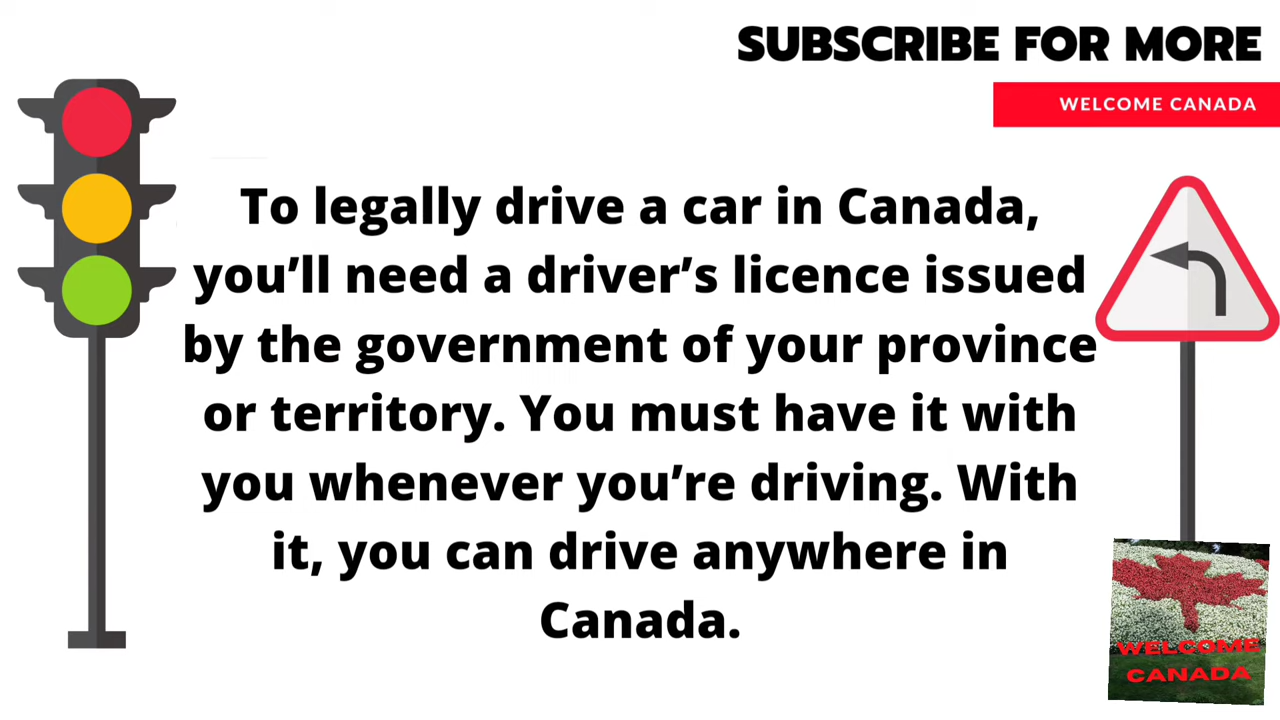 SUBSCRIBE FOR MORE
WELCOME CANADA
To legally drive a car in Canada,
you’ll need a driver’s licence issued
by the government of your province
or territory. You must have it with
you whenever you’re driving. With
it, you can drive anywhere in
Canada.
WELCOME
CANADA